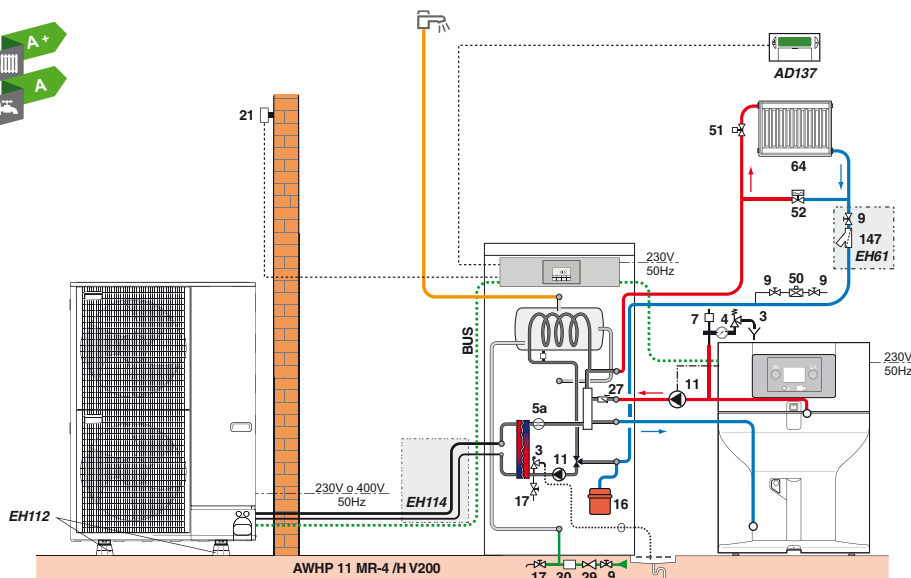 A+
A
AD137
21
51
64
52
9
147
EH61
230V
50Hz
9 50 9
7 4 3
BUS
230V
50Hz
27
11
5a
3
11
17
16
230V o 400V
50Hz
EH114
EH112
AWHP 11 MR-4 /H V200
17 30 29 9